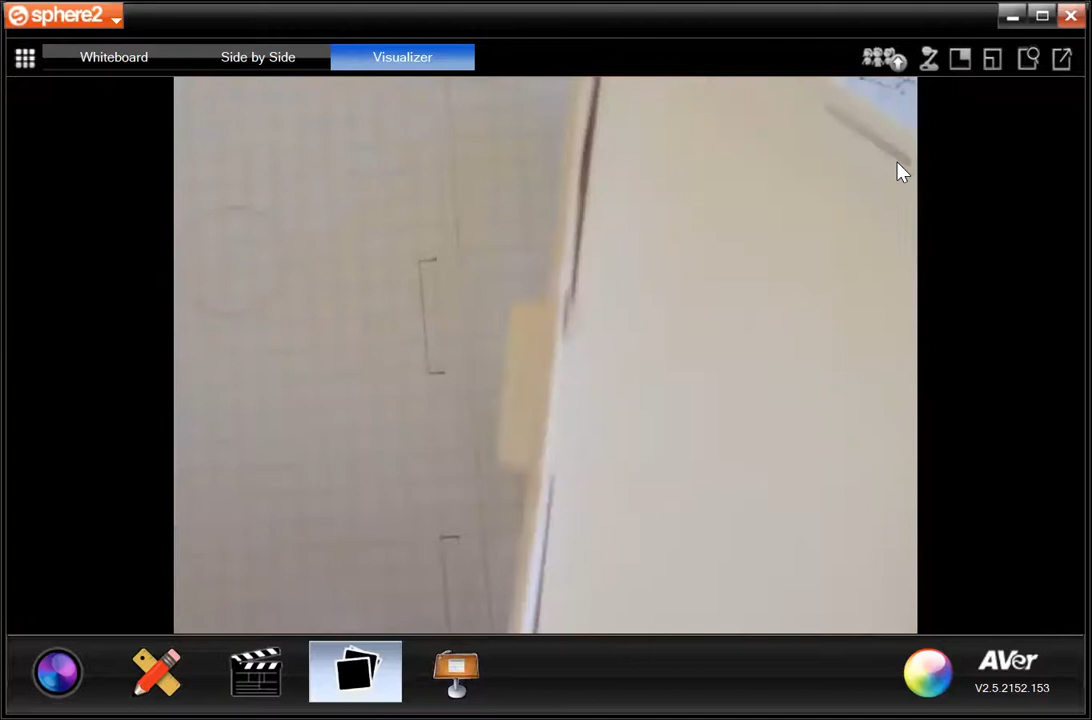 sphere2
Whiteboard
Side by Side
Visualizer
AVer
V2.5.2152.153